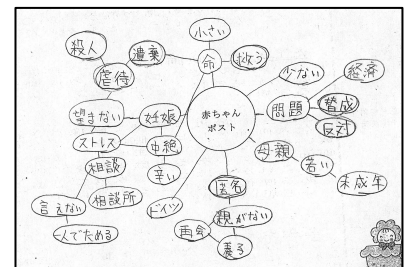 小さい
殺人
遺棄
命
救う
虐待
少ない
経済
望まない
妊娠
赤ちゃん
ポスト
問題
賛成
反対
ストレス
中絶
母親
相談
辛い
若い
匿名
未成年
相談所
言えない
ドイツ
親がいない
再会
一人でためる
養子